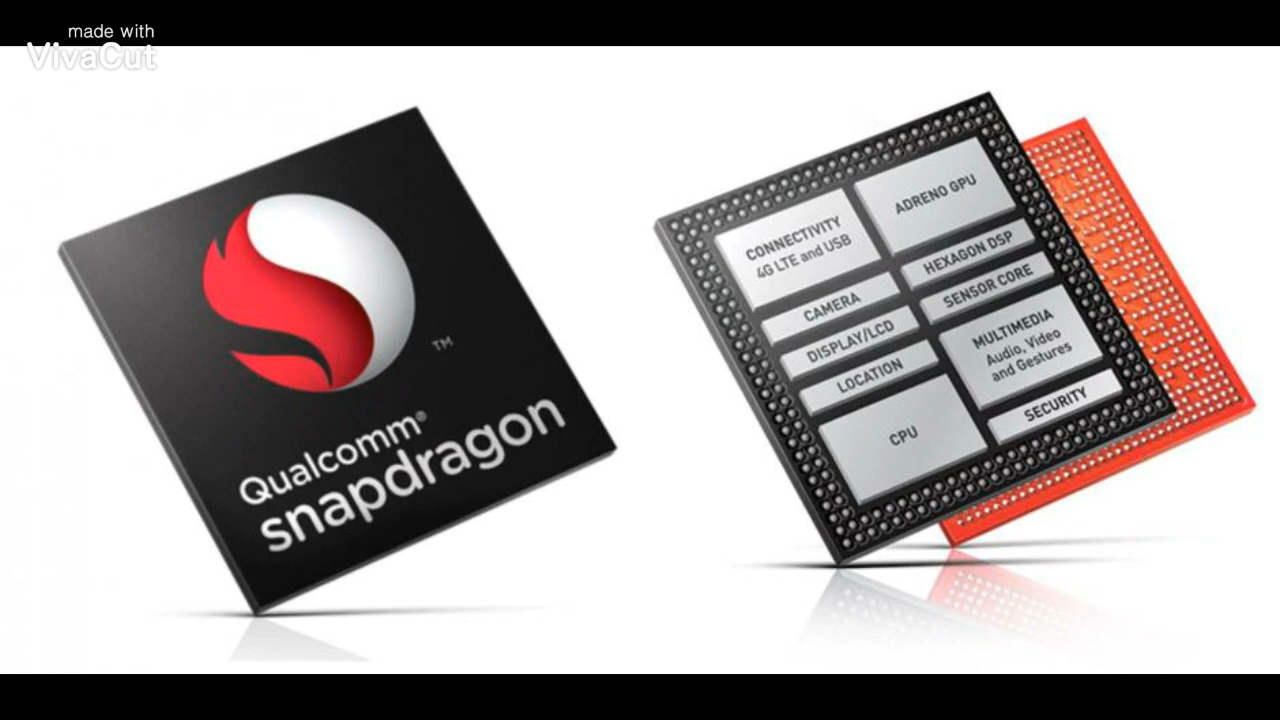 made with
VivaCut
Qualcomm®
snapdragon
TM
CONNECTIVITY
4G LTE and USB
CAMERA
DISPLAY/LCD
LOCATION
CPU
ADRENO GPU
HEXAGON DSP
SENSOR CORE
MULTIMEDIA
Audio, Video
and Gestures
SECURITY